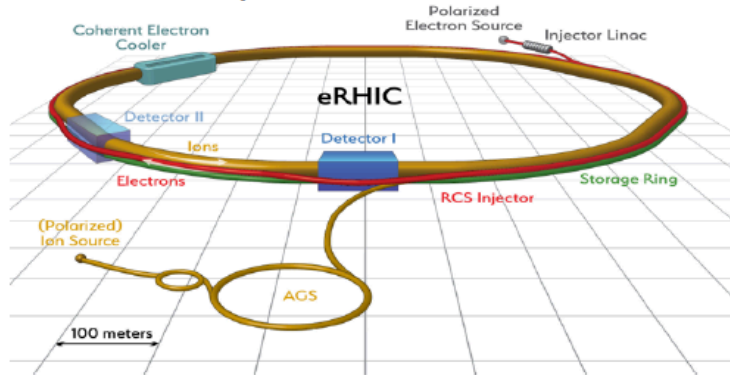 Polarized
Electron Source
Injector Linac
Coherent Electron
Cooler
eRHIC
Detector II
Detector I
Ions
Electrons
Storage Ring
RCS Injector
(Polarized)
Ion Source
AGS
100 meters